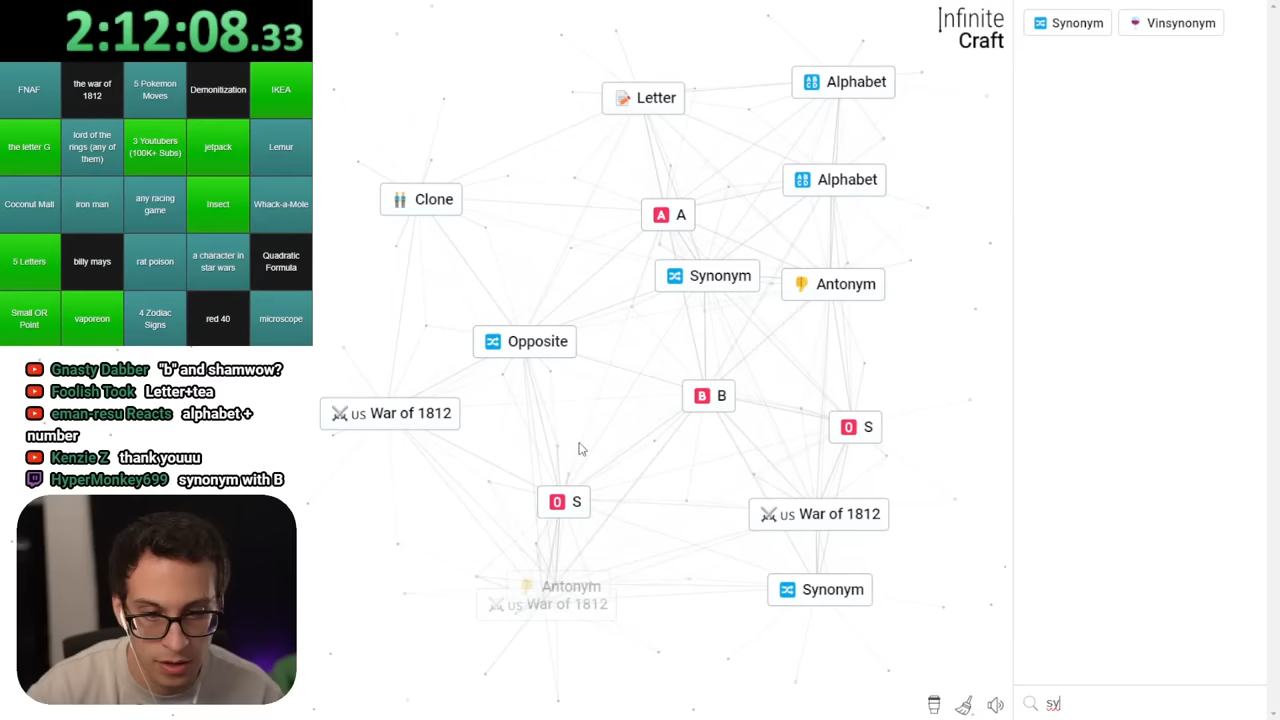 2:12:08.33
FNAF
the war of
1812
5 Pokemon
Moves
Demonitization
IKEA
the letter G
lord of the
rings (any of
them)
3 Youtubers
(100K+ Subs)
jetpack
Lemur
Coconut Mall
iron man
any racing
game
Insect
Whack-a-Mole
5 Letters
billy mays
rat poison
a character in
star wars
Quadratic
Formula
Small OR
Point
vaporeon
4 Zodiac
Signs
red 40
microscope
Gnasty Dabber "b" and shamwow?
Foolish Took Letter+tea
eman-resu Reacts alphabet +
number
Kenzie Z thank youuu
HyperMonkey699 synonym with B
Infinite
Craft
Letter
Alphabet
Alphabet
Clone
A A
Synonym
Antonym
Opposite
B B
us War of 1812
0 S
0 S
us War of 1812
Antonym
us War of 1812
Synonym
Synonym
Vinsynonym
sy